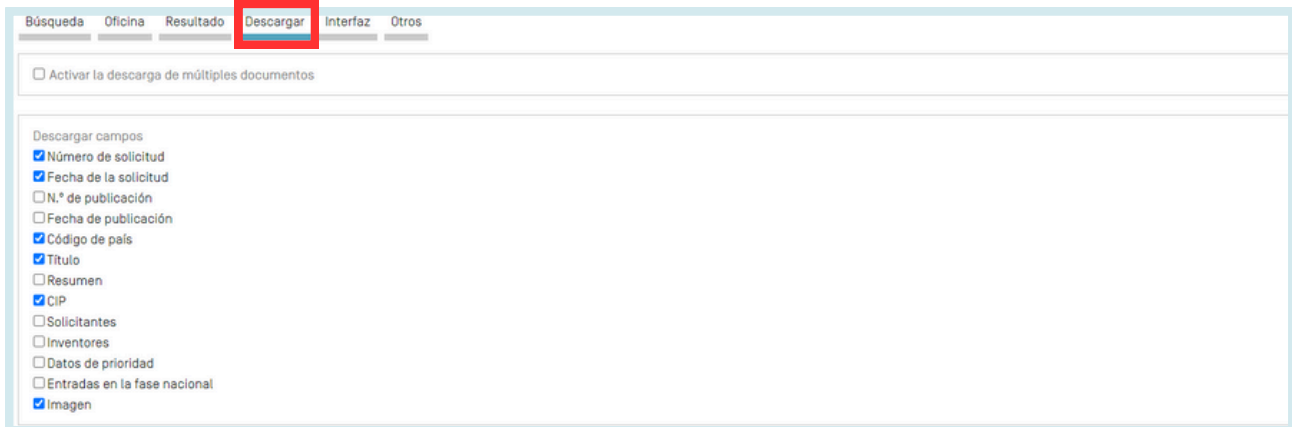 Búsqueda Oficina Resultado Descargar Interfaz Otros
Activar la descarga de múltiples documentos
Descargar campos
Número de solicitud
Fecha de la solicitud
N.º de publicación
Fecha de publicación
Código de país
Título
Resumen
CIP
Solicitantes
Inventores
Datos de prioridad
Entradas en la fase nacional
Imagen